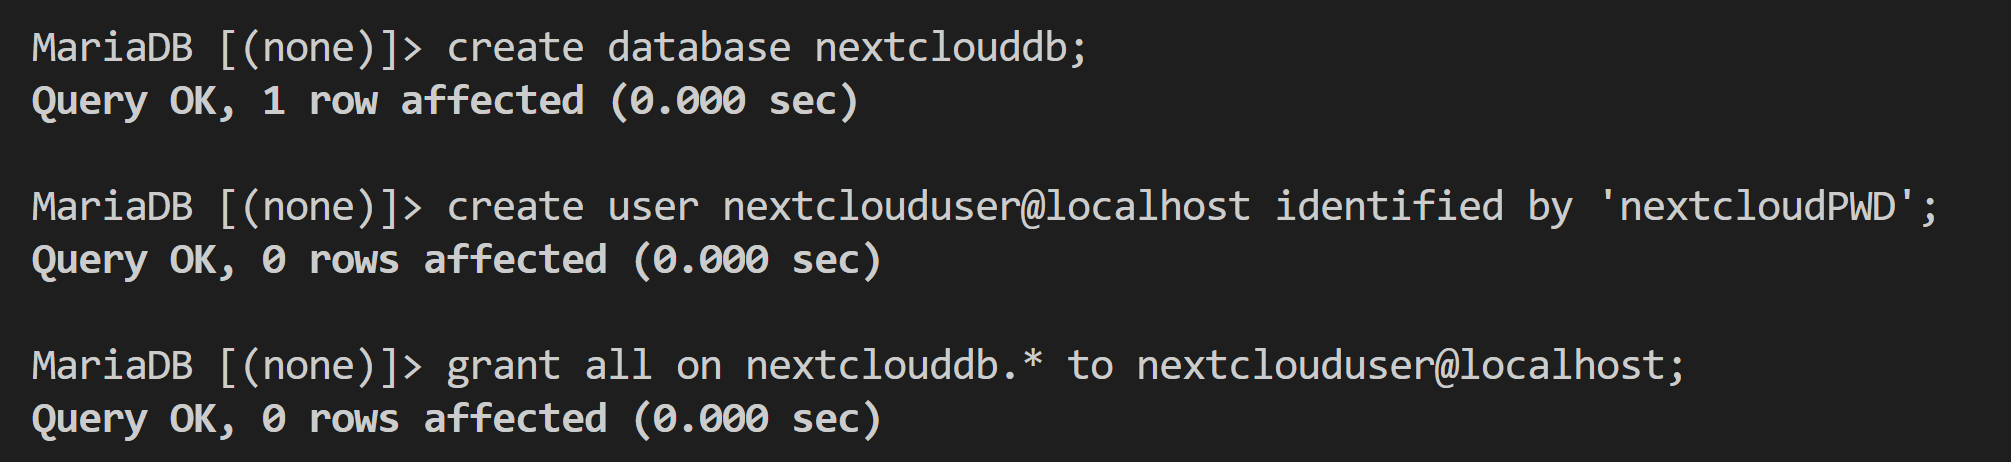 MariaDB [(none)]> create database nextclouddb;
Query OK, 1 row affected (0.000 sec)
MariaDB [(none)]> create user nextclouduser@localhost identified by 'nextcloudPWD';
Query OK, 0 rows affected (0.000 sec)
MariaDB [(none)]> grant all on nextclouddb.* to nextclouduser@localhost;
Query OK, 0 rows affected (0.000 sec)